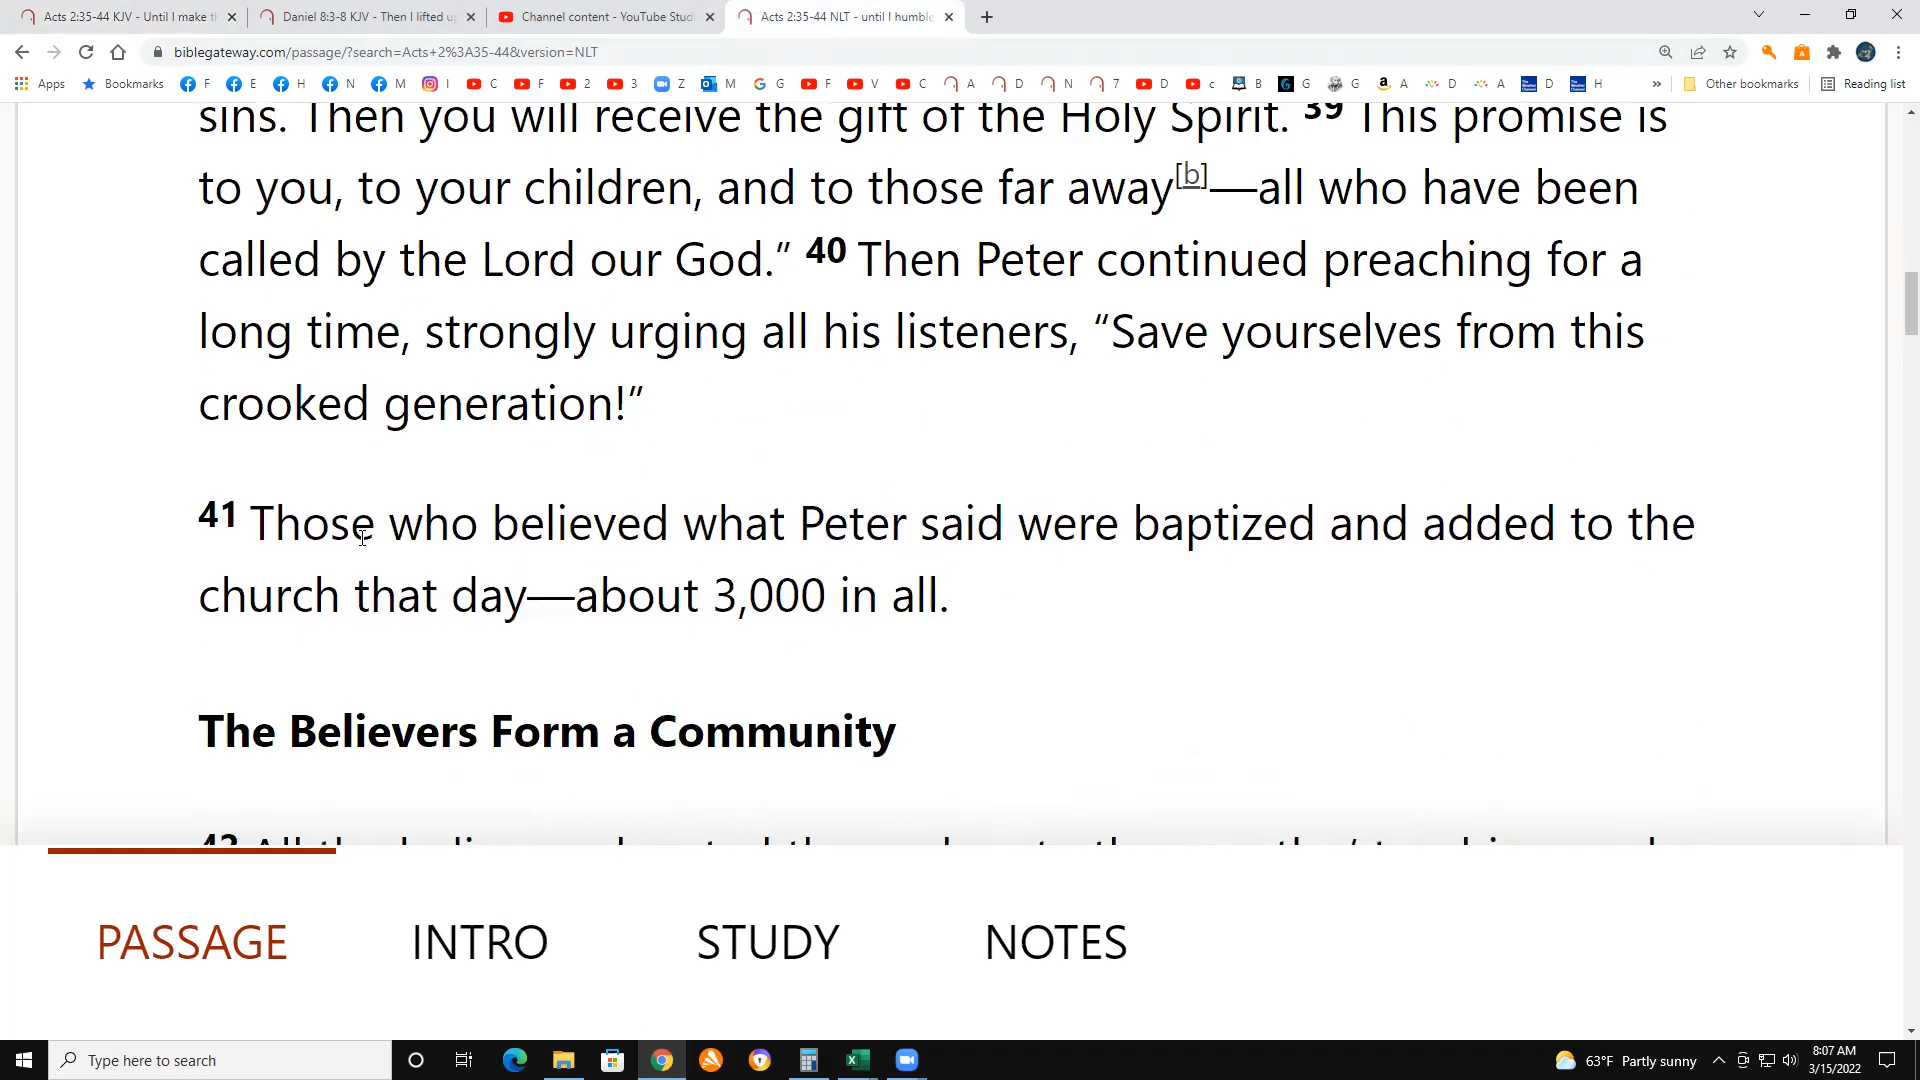 Acts 2:35-44 KJV - Until I make th
Daniel 8:3-8 KJV - Then I lifted up
Channel content - YouTube Stud
Acts 2:35-44 NLT - until I humble
biblegateway.com/passage/?search=Acts+2%3A35-44&version=NLT
Apps Bookmarks F E H N M I C F 2 3 Z M G F V C A D N 7 D c B G G A D A D H » Other bookmarks Reading list
sins. Then you will receive the gift of the Holy Spirit. 39 This promise is
to you, to your children, and to those far away[b]—all who have been
called by the Lord our God.” 40 Then Peter continued preaching for a
long time, strongly urging all his listeners, “Save yourselves from this
crooked generation!”
41 Those who believed what Peter said were baptized and added to the
church that day—about 3,000 in all.
The Believers Form a Community
PASSAGE INTRO STUDY NOTES
Type here to search
63°F Partly sunny
8:07 AM
3/15/2022